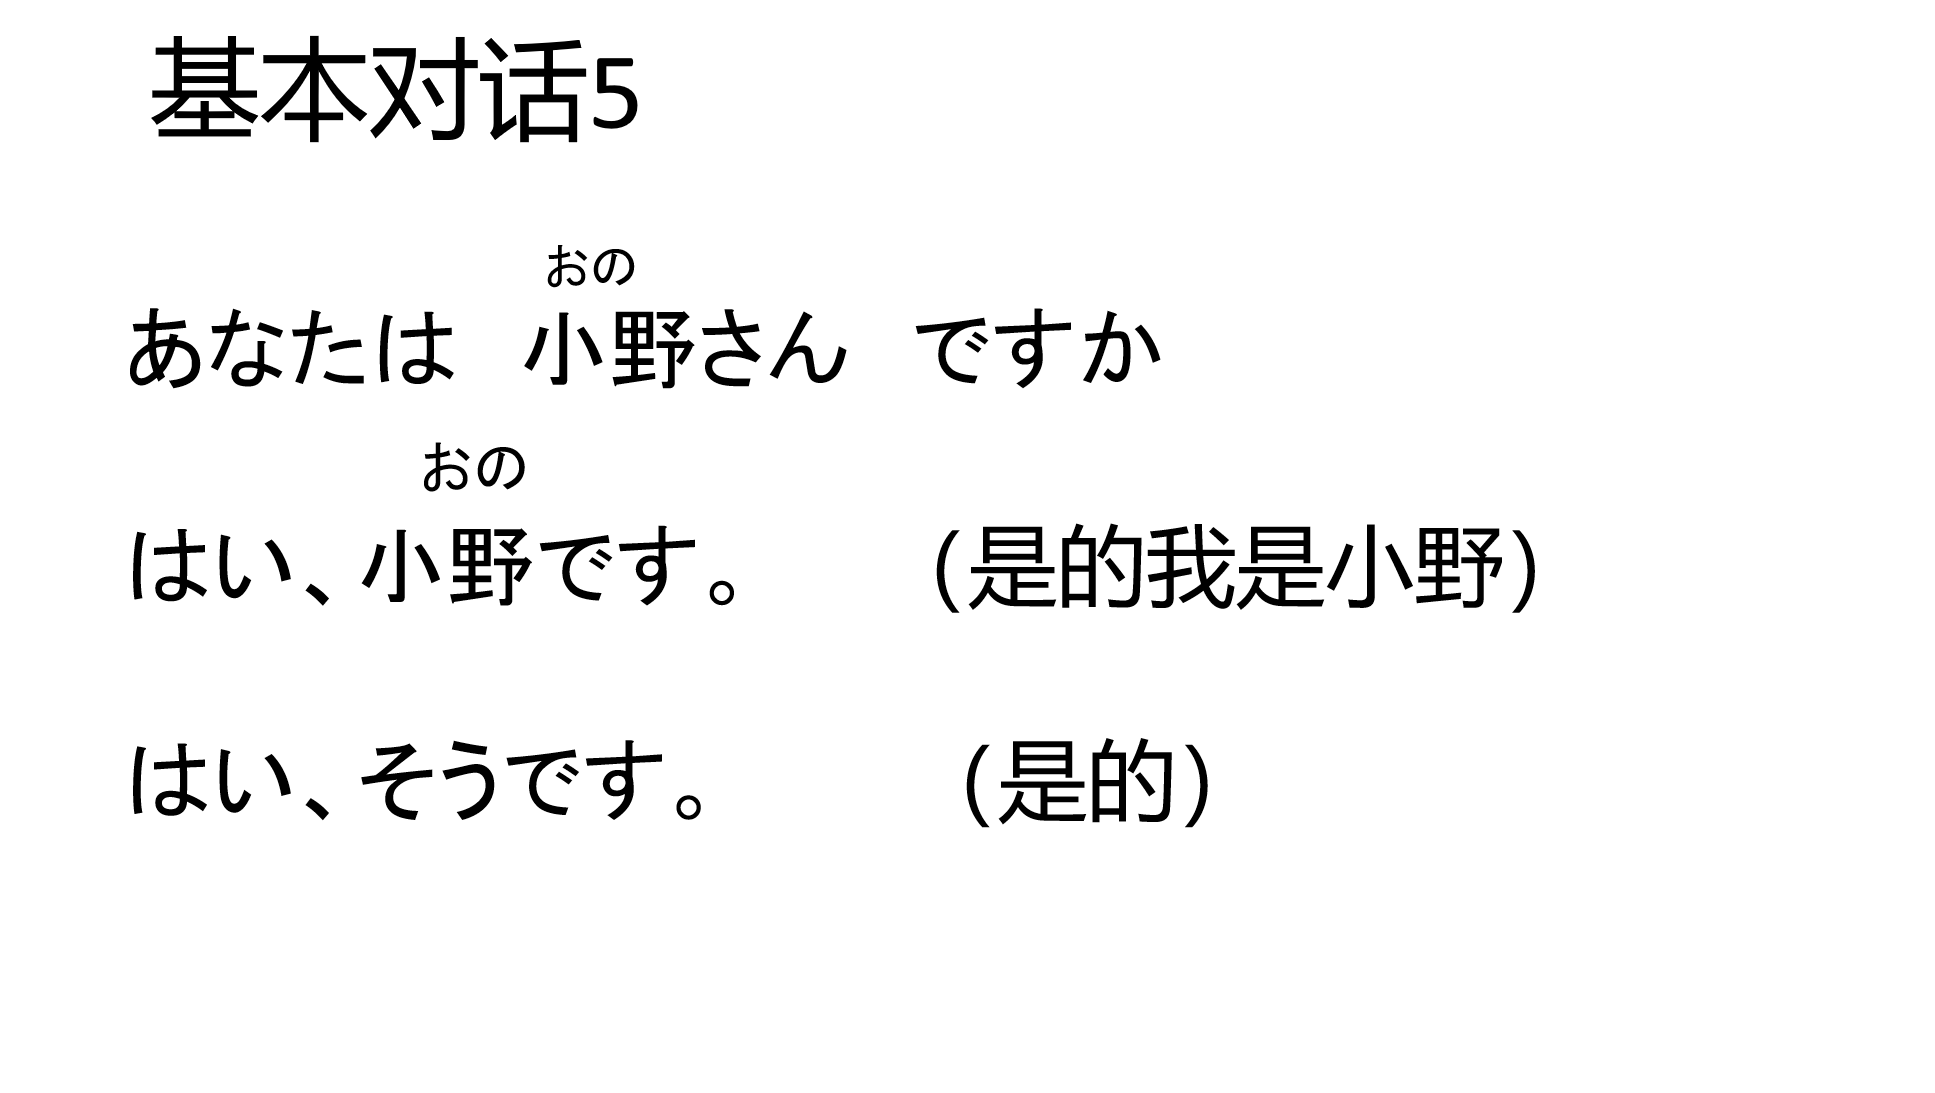 基本对话5
おの
あなたは　小野さん　ですか
おの
はい、小野です。　（是的我是小野）
はい、そうです。　（是的）